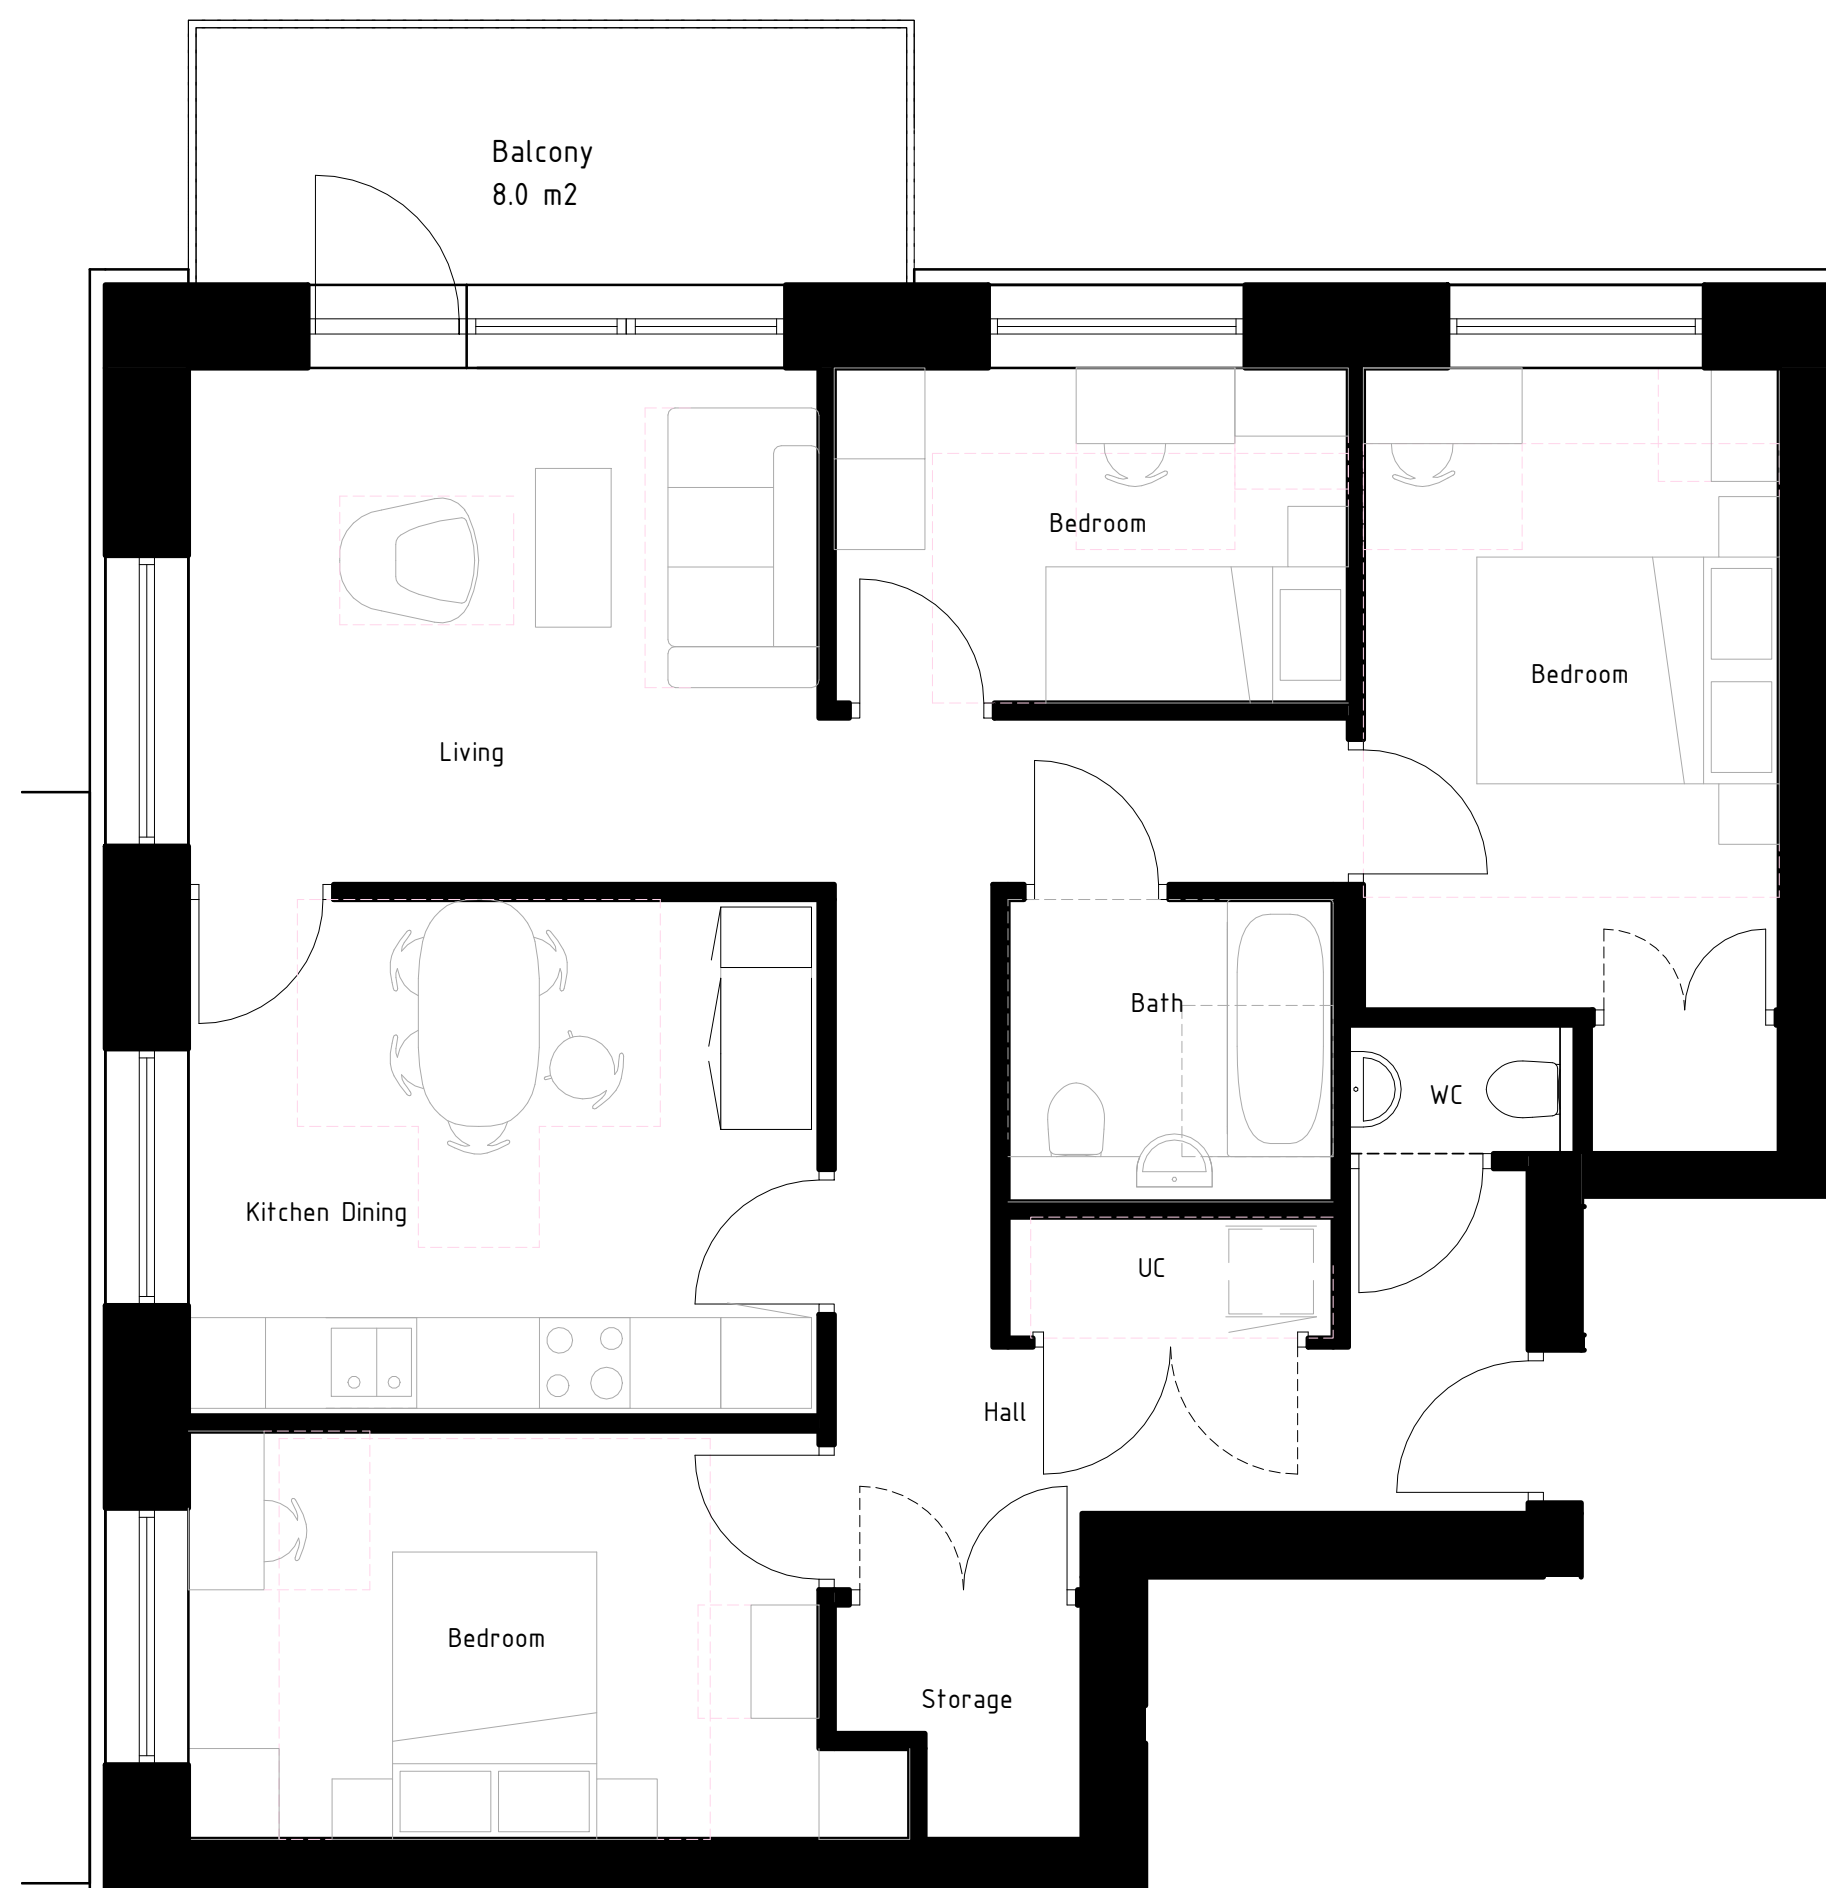 Balcony
8.0 m2
Bedroom
Bedroom
Living
Bath
WC
Kitchen Dining
UC
Hall
Bedroom
Storage